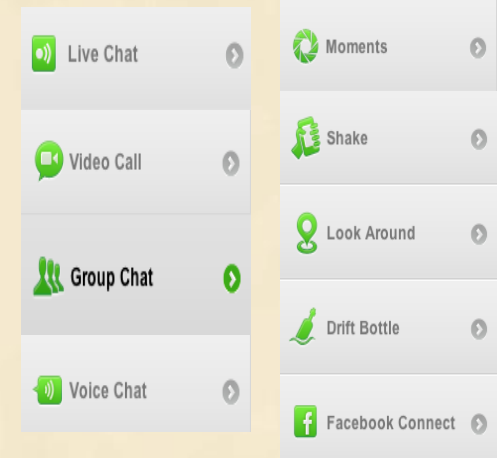 Live Chat
Video Call
Group Chat
Voice Chat
Moments
Shake
Look Around
Drift Bottle
Facebook Connect